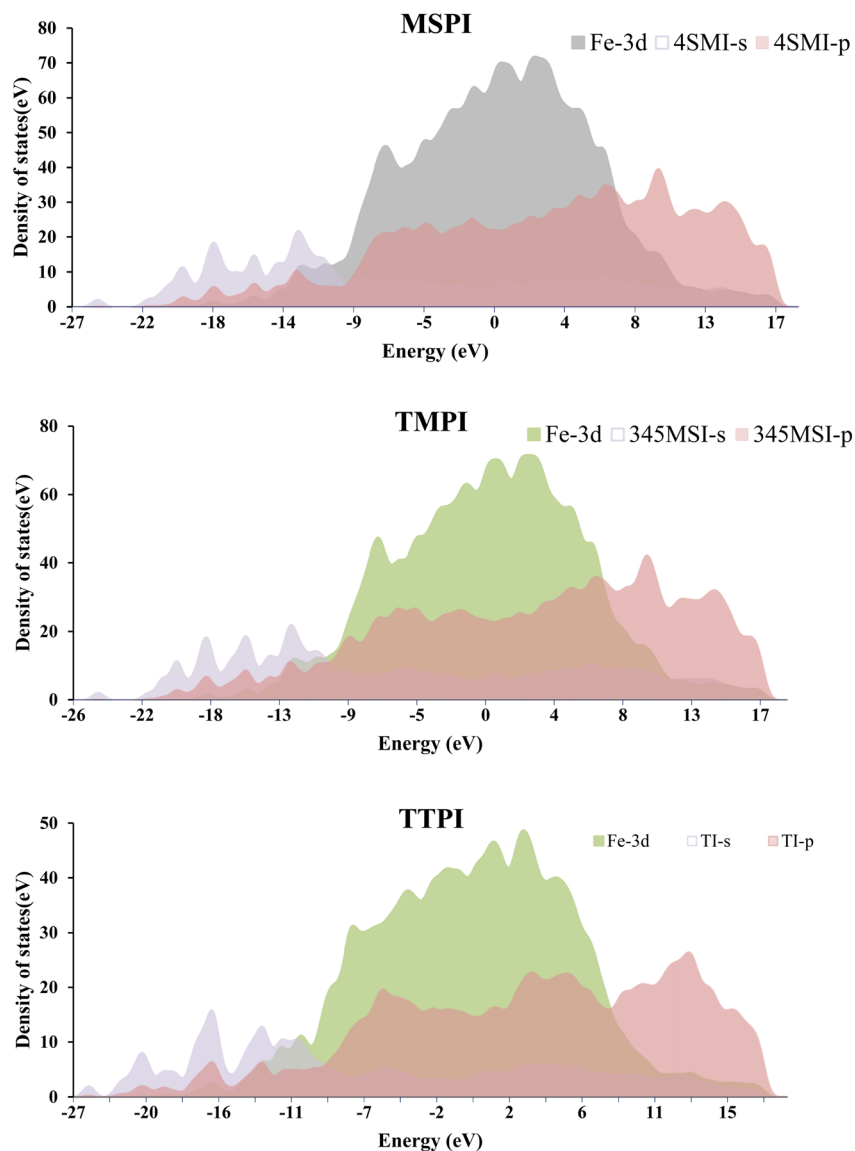 MSPI
Fe-3d 4SMI-s 4SMI-p
Density of states(eV)
80
70
60
50
40
30
20
10
0
-27 -22 -18 -14 -9 -5 0 4 8 13 17
Energy (eV)
TMPI
Fe-3d 345MSI-s 345MSI-p
Density of states(eV)
80
60
40
20
0
-26 -22 -18 -13 -9 -5 0 4 8 13 17
Energy (eV)
TTPI
Fe-3d TI-s TI-p
Density of states(eV)
50
40
30
20
10
0
-27 -20 -16 -11 -7 -2 2 6 11 15
Energy (eV)